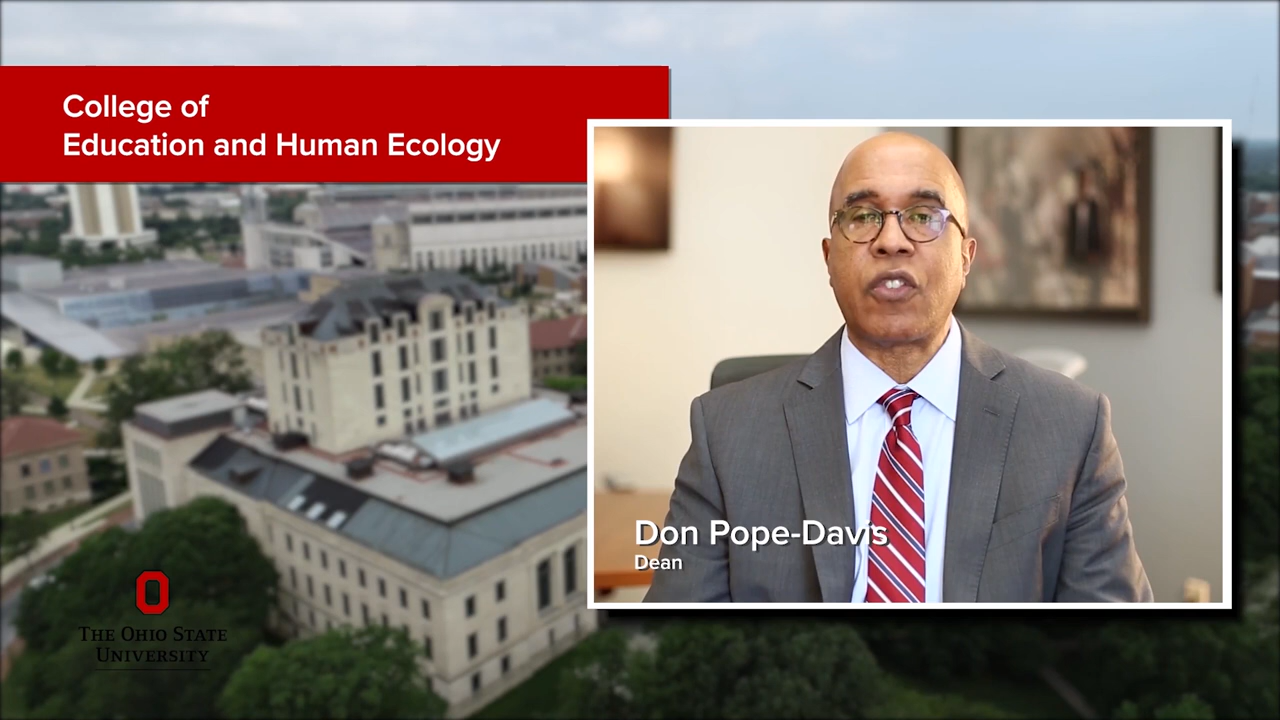 College of
Education and Human Ecology
Don Pope-Davis
Dean
O
The Ohio State
University